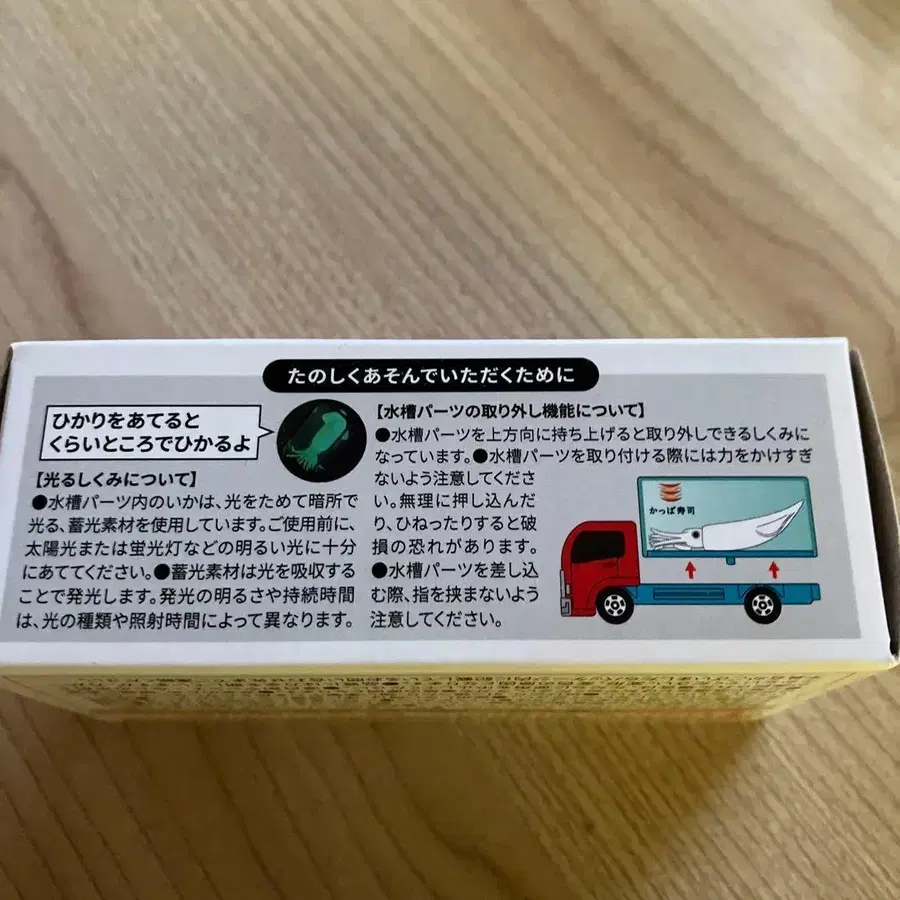 たのしくあそんでいただくために
ひかりをあてると
くらいところでひかるよ
【光るしくみについて】
●水槽パーツ内のいかは、光をためて暗所で
光る、蓄光素材を使用しています。ご使用前に、
太陽光または蛍光灯などの明るい光に十分
にあててください。●蓄光素材は光を吸収する
ことで発光します。発光の明るさや持続時間
は、光の種類や照射時間によって異なります。
【水槽パーツの取り外し機能について】
●水槽パーツを上方向に持ち上げると取り外しできるしくみに
なっています。●水槽パーツを取り付ける際には力をかけすぎ
ないよう注意してくださ
い。無理に押し込んだ
り、ひねったりすると破
損の恐れがあります。
●水槽パーツを差し込
む際、指を挟まないよう
注意してください。
かっぱ寿司